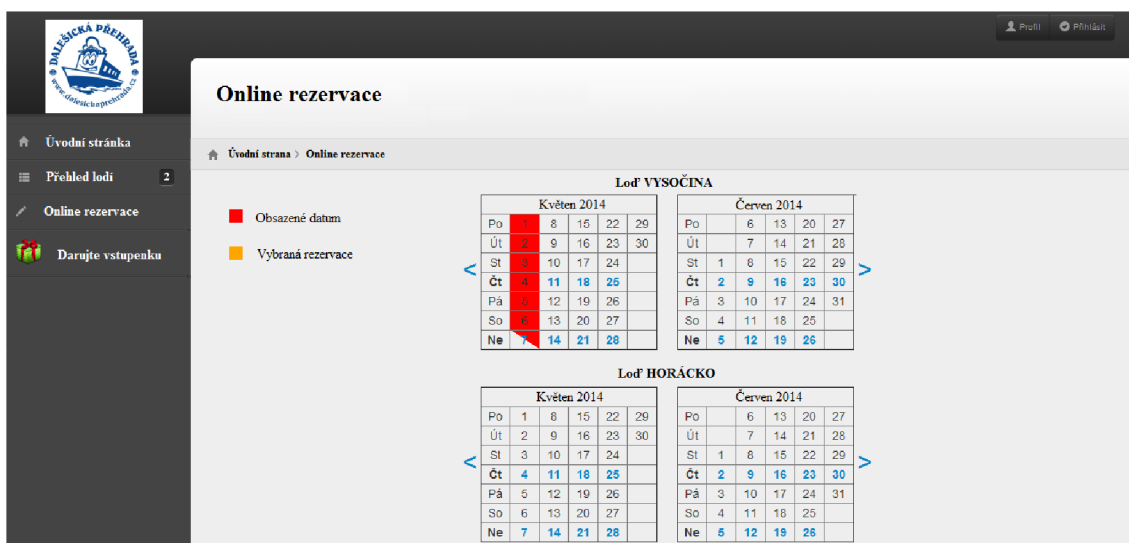 DALEŠICKÁ PŘEHRADA
www.dalesickaprehrada.cz
Profil
Přihlásit
Online rezervace
Úvodní stránka
Přehled lodí 2
Online rezervace
Darujte vstupenku
Úvodní strana > Online rezervace
Obsazené datum
Vybraná rezervace
Loď VYSOČINA
Květen 2014
Po 1 8 15 22 29
Út 2 9 16 23 30
St 3 10 17 24
Čt 4 11 18 25
Pá 5 12 19 26
So 6 13 20 27
Ne 7 14 21 28
Červen 2014
Po 6 13 20 27
Út 7 14 21 28
St 1 8 15 22 29
Čt 2 9 16 23 30
Pá 3 10 17 24 31
So 4 11 18 25
Ne 5 12 19 26
< >
Loď HORÁCKO
Květen 2014
Po 1 8 15 22 29
Út 2 9 16 23 30
St 3 10 17 24
Čt 4 11 18 25
Pá 5 12 19 26
So 6 13 20 27
Ne 7 14 21 28
Červen 2014
Po 6 13 20 27
Út 7 14 21 28
St 1 8 15 22 29
Čt 2 9 16 23 30
Pá 3 10 17 24 31
So 4 11 18 25
Ne 5 12 19 26
< >